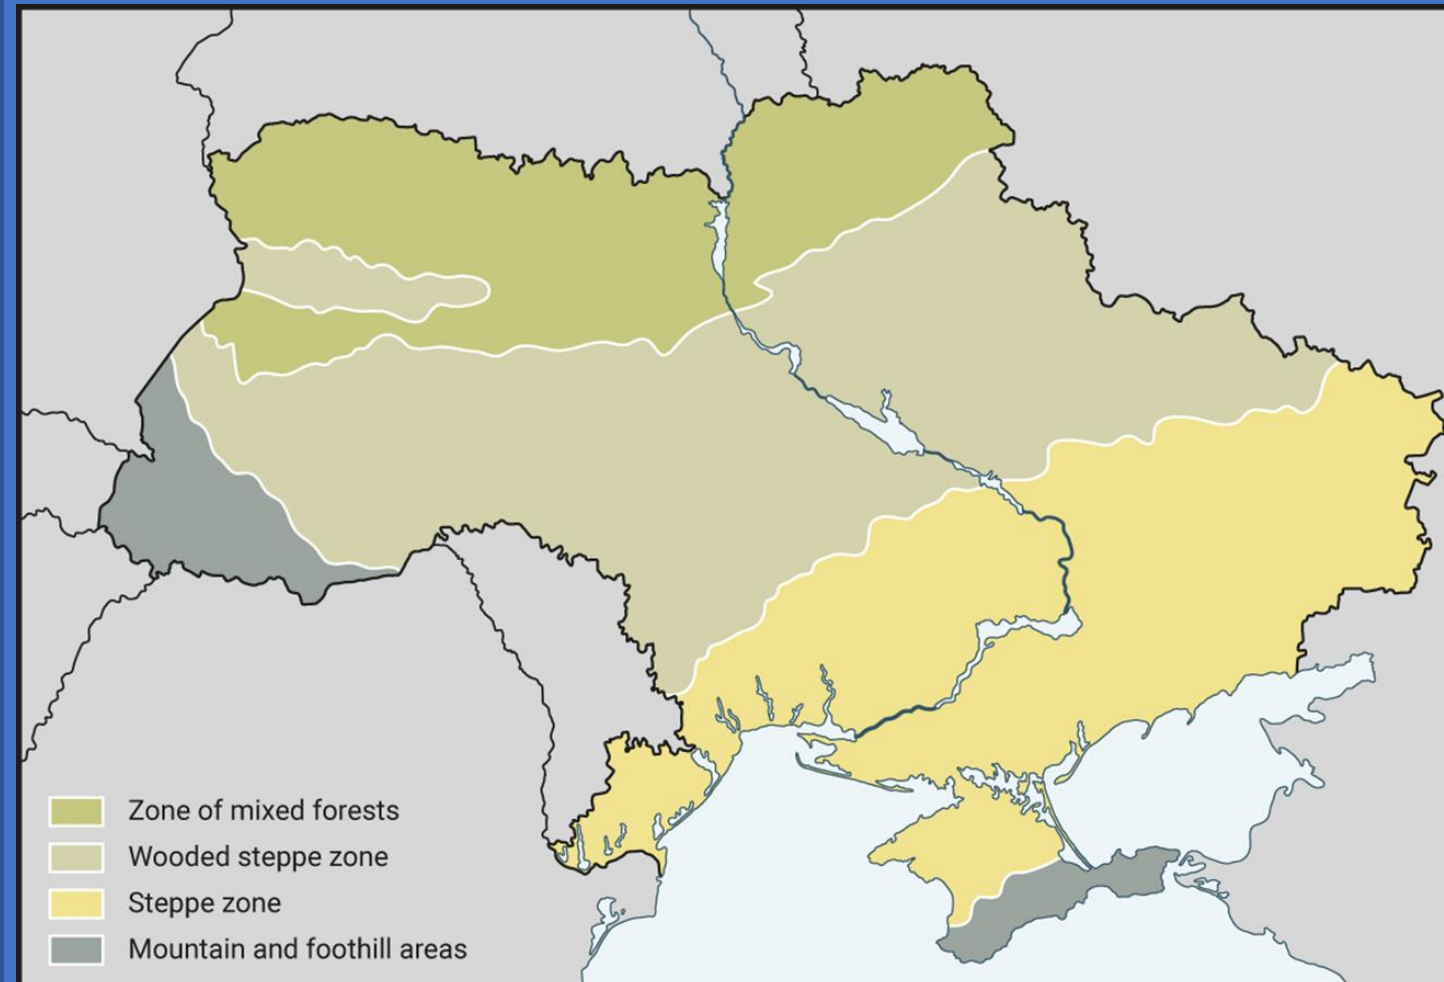 Zone of mixed forests
Wooded steppe zone
Steppe zone
Mountain and foothill areas